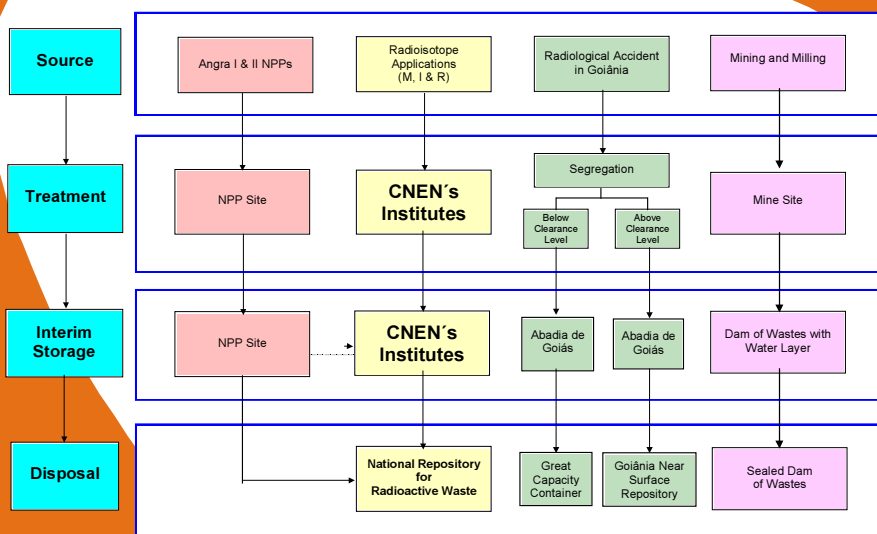 Source
Angra I & II NPPs
Radioisotope
Applications
(M, I & R)
Radiological Accident
in Goiânia
Mining and Milling
Treatment
NPP Site
CNEN´s
Institutes
Segregation
Below
Clearance
Level
Above
Clearance
Level
Mine Site
Interim
Storage
NPP Site
CNEN´s
Institutes
Abadia de
Goiás
Abadia de
Goiás
Dam of Wastes with
Water Layer
Disposal
National Repository
for
Radioactive Waste
Great
Capacity
Container
Goiânia Near
Surface
Repository
Sealed Dam
of Wastes